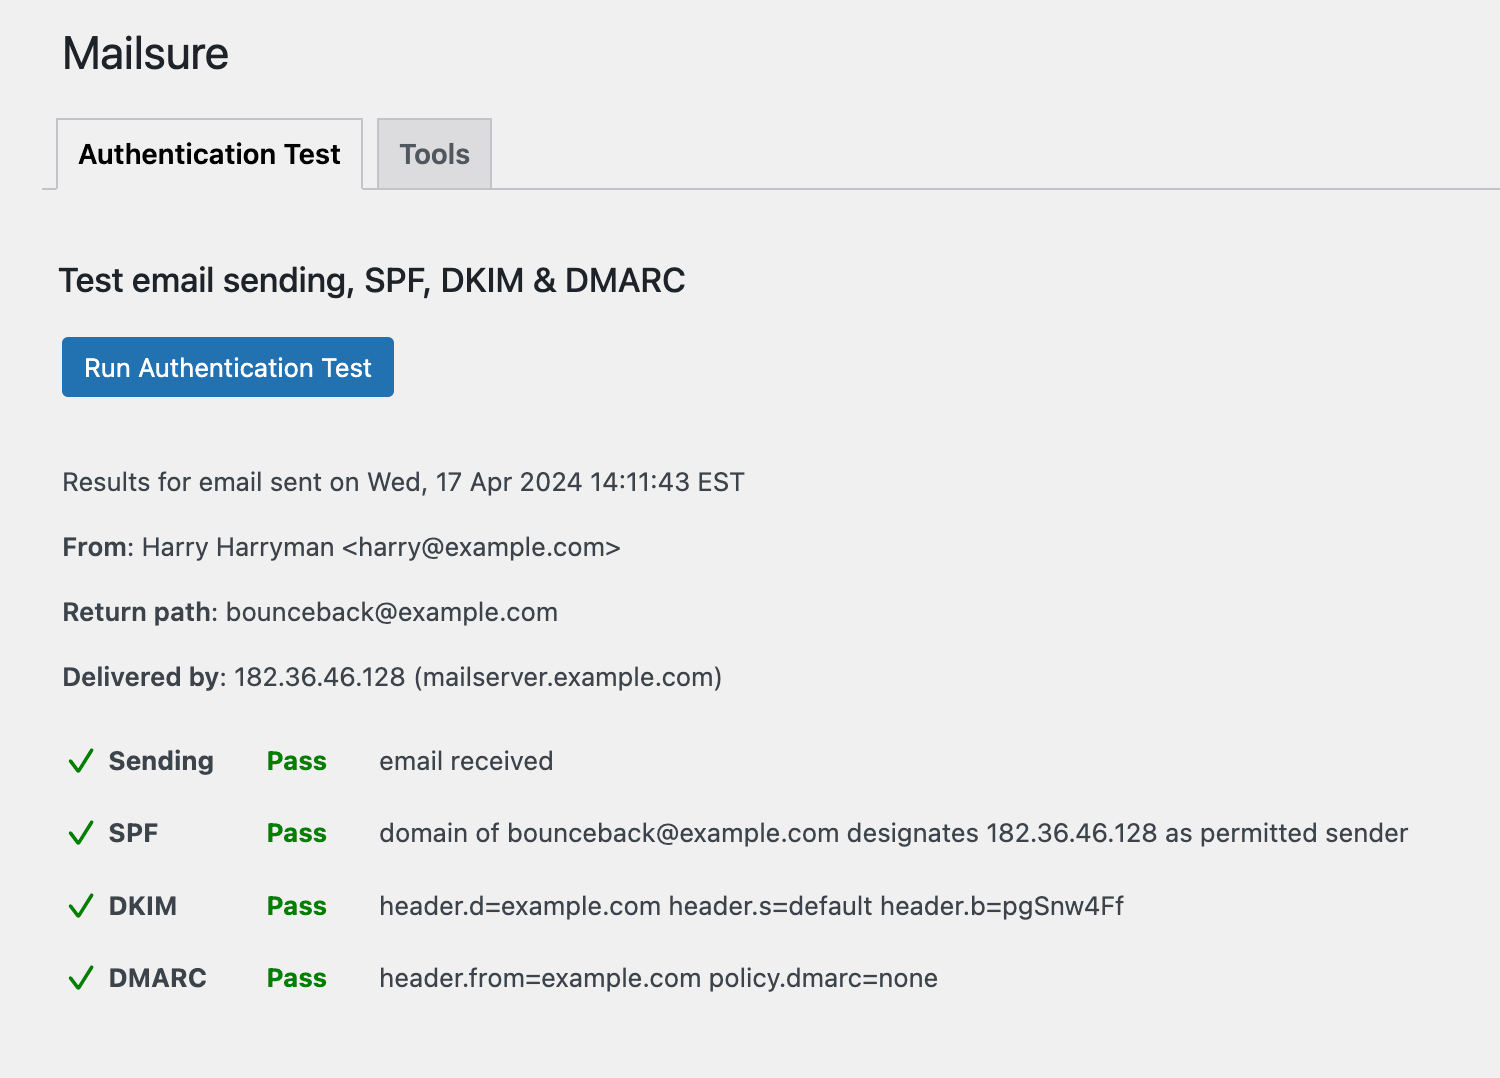 Mailsure
Authentication Test Tools
Test email sending, SPF, DKIM & DMARC
Run Authentication Test
Results for email sent on Wed, 17 Apr 2024 14:11:43 EST
From: Harry Harryman <harry@example.com>
Return path: bounceback@example.com
Delivered by: 182.36.46.128 (mailserver.example.com)
Sending Pass email received
SPF Pass domain of bounceback@example.com designates 182.36.46.128 as permitted sender
DKIM Pass header.d=example.com header.s=default header.b=pgSnw4Ff
DMARC Pass header.from=example.com policy.dmarc=none